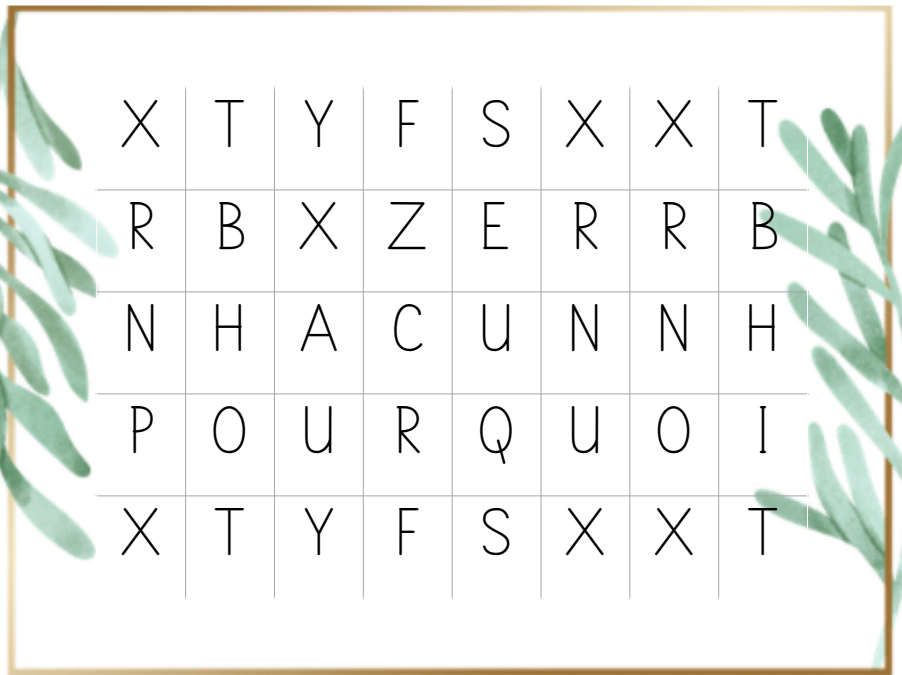 X T Y F S X X T
R B X Z E R R B
N H A C U N N H
P O U R Q U O I
X T Y F S X X T